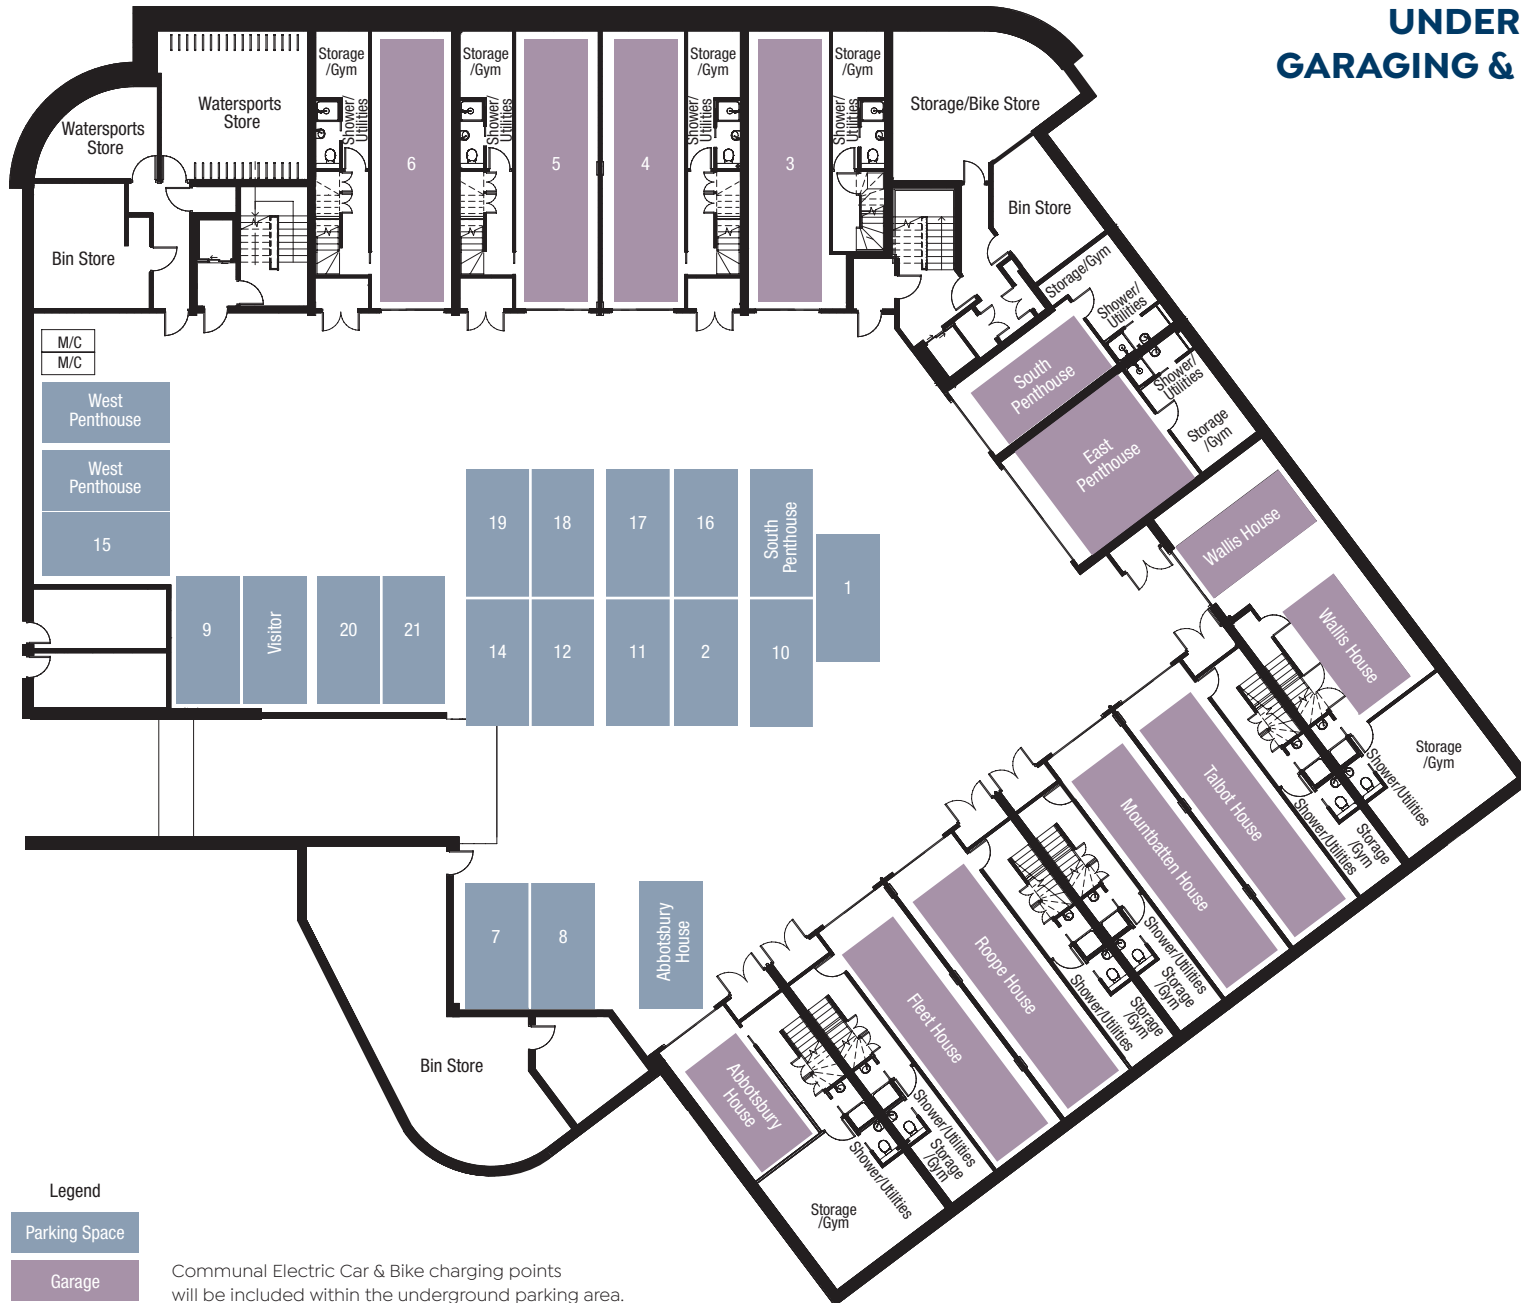 UNDER
GARAGING &
Storage
/Gym
Storage
/Gym
Storage
/Gym
Storage
/Gym
Watersports
Store
Watersports
Store
Shower/
Utilities
Shower/
Utilities
Shower/
Utilities
Shower/
Utilities
Storage/Bike Store
6
5
4
3
Bin Store
Bin Store
Storage/Gym
Shower/
Utilities
M/C
M/C
South
Penthouse
Shower/
Utilities
Storage
/Gym
West
Penthouse
East
Penthouse
West
Penthouse
15
19
18
17
16
South
Penthouse
Wallis House
1
9
Visitor
20
21
14
12
11
2
10
Wallis House
Storage
/Gym
Shower/Utilities
Talbot House
Mountbatten House
Shower/Utilities
Storage
/Gym
7
8
Abbotsbury
House
Roope House
Fleet House
Shower/Utilities
Storage
/Gym
Shower/Utilities
Storage
/Gym
Bin Store
Abbotsbury
House
Shower/Utilities
Storage
/Gym
Shower/Utilities
Storage
/Gym
Legend
Parking Space
Garage
Communal Electric Car & Bike charging points
will be included within the underground parking area.